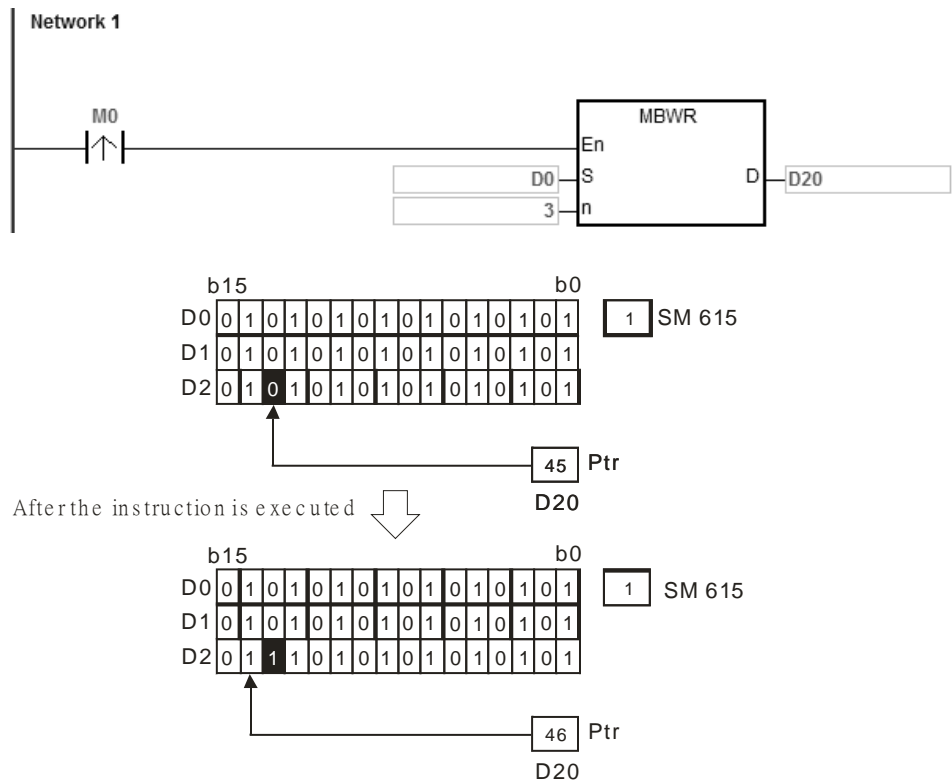 Network 1
M0
MBWR
En
D0 S D D20
3 n
b15 b0
D0 0 1 0 1 0 1 0 1 0 1 0 1 0 1 0 1 1 SM 615
D1 0 1 0 1 0 1 0 1 0 1 0 1 0 1 0 1
D2 0 1 0 1 0 1 0 1 0 1 0 1 0 1 0 1
45 Ptr
D20
After the instruction is executed
b15 b0
D0 0 1 0 1 0 1 0 1 0 1 0 1 0 1 0 1 1 SM 615
D1 0 1 0 1 0 1 0 1 0 1 0 1 0 1 0 1
D2 0 1 1 1 0 1 0 1 0 1 0 1 0 1 0 1
46 Ptr
D20